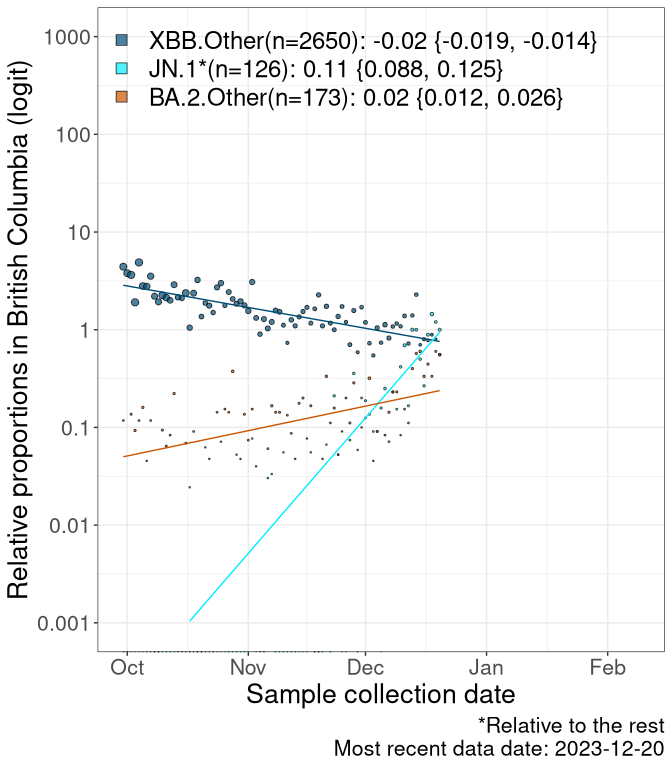 XBB.Other(n=2650): -0.02 {-0.019, -0.014}
JN.1*(n=126): 0.11 {0.088, 0.125}
BA.2.Other(n=173): 0.02 {0.012, 0.026}
Relative proportions in British Columbia (logit)
1000
100
10
1
0.1
0.01
0.001
Oct Nov Dec Jan Feb
Sample collection date
*Relative to the rest
Most recent data date: 2023-12-20